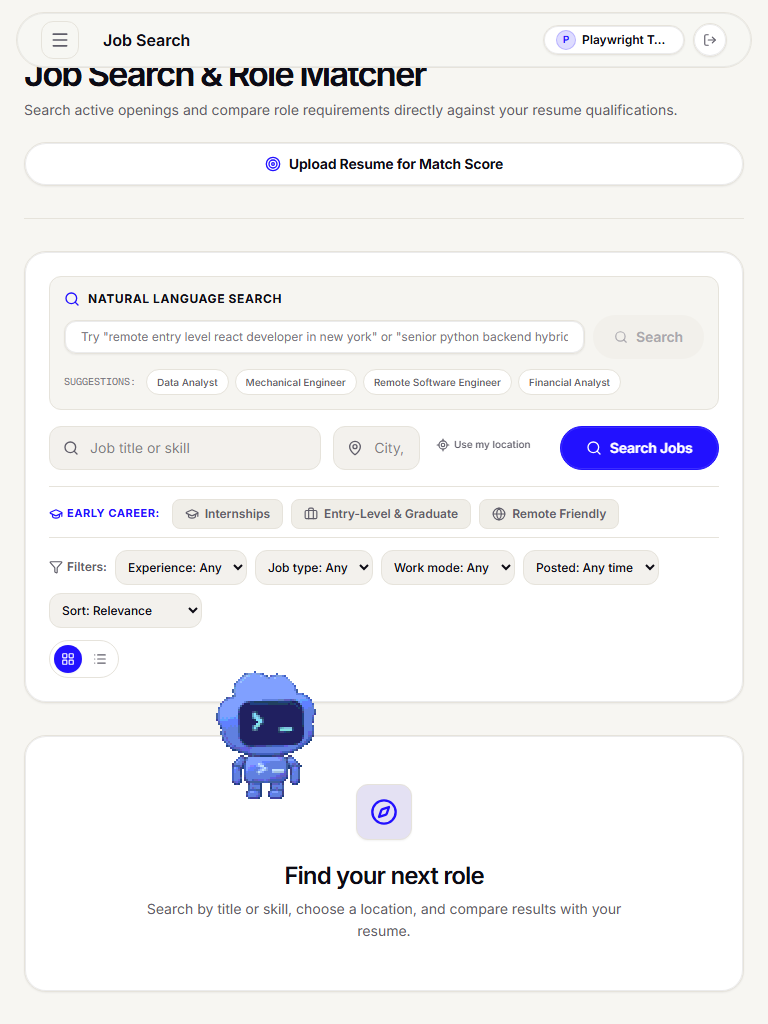 Job Search
P
Playwright T...
Job Search & Role Matcher
Search active openings and compare role requirements directly against your resume qualifications.
Upload Resume for Match Score
NATURAL LANGUAGE SEARCH
Try "remote entry level react developer in new york" or "senior python backend hybric
Search
SUGGESTIONS:
Data Analyst
Mechanical Engineer
Remote Software Engineer
Financial Analyst
Job title or skill
City,
Use my location
Search Jobs
EARLY CAREER:
Internships
Entry-Level & Graduate
Remote Friendly
Filters:
Experience: Any
Job type: Any
Work mode: Any
Posted: Any time
Sort: Relevance
Find your next role
Search by title or skill, choose a location, and compare results with your
resume.